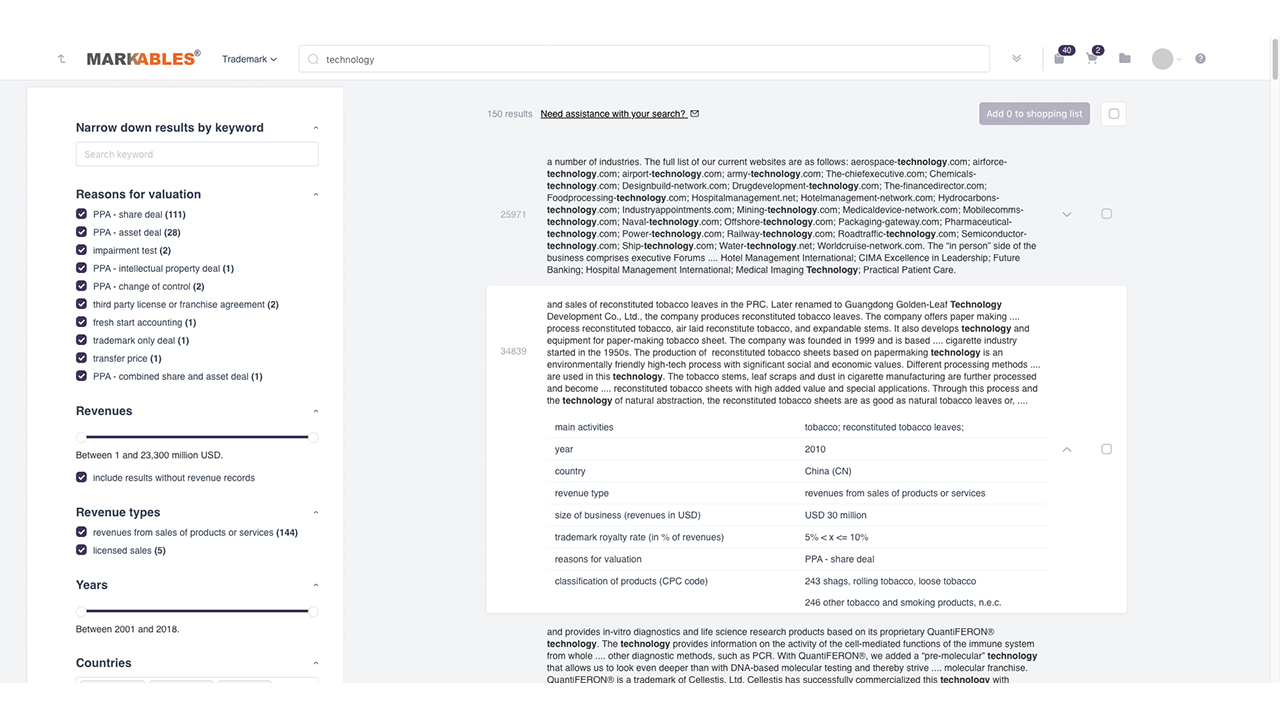 MARKABLES®
Trademark
technology
40
2
?
Narrow down results by keyword
Search keyword
Reasons for valuation
PPA - share deal (111)
PPA - asset deal (28)
impairment test (2)
PPA - intellectual property deal (1)
PPA - change of control (2)
third party license or franchise agreement (2)
fresh start accounting (1)
trademark only deal (1)
transfer price (1)
PPA - combined share and asset deal (1)
Revenues
Between 1 and 23,300 million USD.
include results without revenue records
Revenue types
revenues from sales of products or services (144)
licensed sales (5)
Years
Between 2001 and 2018.
Countries
150 results Need assistance with your search?
Add 0 to shopping list
a number of industries. The full list of our current websites are as follows: aerospace-technology.com; airforce-
technology.com; airport-technology.com; army-technology.com; The-chiefexecutive.com; Chemicals-
technology.com; Designbuild-network.com; Drugdevelopment-technology.com; The-financedirector.com;
Foodprocessing-technology.com; Hospitalmanagement.net; Hotelmanagement-network.com; Hydrocarbons-
technology.com; Industryappointments.com; Mining-technology.com; Medicaldevice-network.com; Mobilecomms-
25971
technology.com; Naval-technology.com; Offshore-technology.com; Packaging-gateway.com; Pharmaceutical-
technology.com; Power-technology.com; Railway-technology.com; Roadtraffic-technology.com; Semiconductor-
technology.com; Ship-technology.com; Water-technology.net; Worldcruise-network.com. The “in person” side of the
business comprises executive Forums .... Hotel Management International; CIMA Excellence in Leadership; Future
Banking; Hospital Management International; Medical Imaging Technology; Practical Patient Care.
and sales of reconstituted tobacco leaves in the PRC. Later renamed to Guangdong Golden-Leaf Technology
Development Co., Ltd., the company produces reconstituted tobacco leaves. The company offers paper making ....
process reconstituted tobacco, air laid reconstitute tobacco, and expandable stems. It also develops technology and
equipment for paper-making tobacco sheet. The company was founded in 1999 and is based .... cigarette industry
34839
started in the 1950s. The production of reconstituted tobacco sheets based on papermaking technology is an
environmentally friendly high-tech process with significant social and economic values. Different processing methods ....
are used in this technology. The tobacco stems, leaf scraps and dust in cigarette manufacturing are further processed
and become .... reconstituted tobacco sheets with high added value and special applications. Through this process and
the technology of natural abstraction, the reconstituted tobacco sheets are as good as natural tobacco leaves or, ....
main activities tobacco; reconstituted tobacco leaves;
year 2010
country China (CN)
revenue type revenues from sales of products or services
size of business (revenues in USD) USD 30 million
trademark royalty rate (in % of revenues) 5% < x <= 10%
reasons for valuation PPA - share deal
classification of products (CPC code) 243 shags, rolling tobacco, loose tobacco
246 other tobacco and smoking products, n.e.c.
and provides in-vitro diagnostics and life science research products based on its proprietary QuantiFERON®
technology. The technology provides information on the activity of the cell-mediated functions of the immune system
from whole .... other diagnostic methods, such as PCR. With QuantiFERON®, we added a “pre-molecular” technology
that allows us to look even deeper than with DNA-based molecular testing and thereby strive .... molecular franchise.
QuantiFERON® is a trademark of Cellestis, Ltd. Cellestis has successfully commercialized this technology with